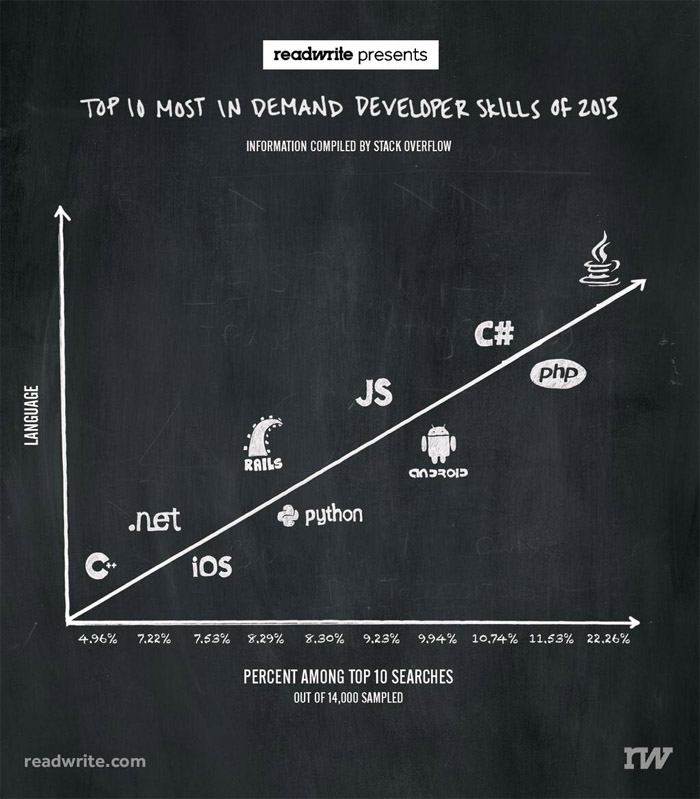 readwrite presents
TOP 10 MOST IN DEMAND DEVELOPER SKILLS OF 2013
INFORMATION COMPILED BY STACK OVERFLOW
LANGUAGE
C#
php
JS
ANDROID
RAILS
.net
python
C++
iOS
4.96% 7.22% 7.53% 8.29% 8.30% 9.23% 9.94% 10.74% 11.53% 22.26%
PERCENT AMONG TOP 10 SEARCHES
OUT OF 14,000 SAMPLED
readwrite.com
rw